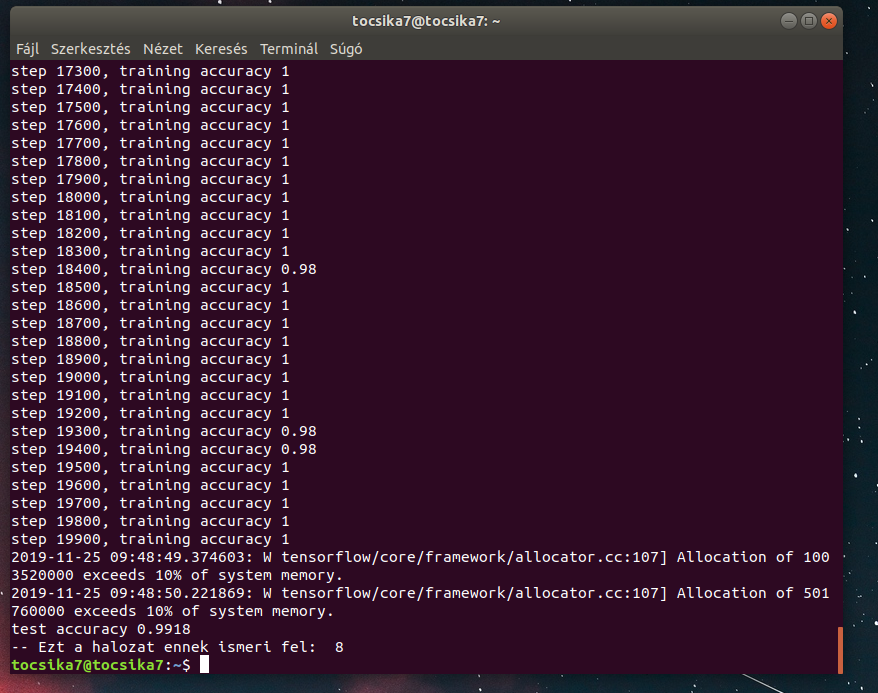 tocsika7@tocsika7: ~
Fájl Szerkesztés Nézet Keresés Terminál Súgó
step 17300, training accuracy 1
step 17400, training accuracy 1
step 17500, training accuracy 1
step 17600, training accuracy 1
step 17700, training accuracy 1
step 17800, training accuracy 1
step 17900, training accuracy 1
step 18000, training accuracy 1
step 18100, training accuracy 1
step 18200, training accuracy 1
step 18300, training accuracy 1
step 18400, training accuracy 0.98
step 18500, training accuracy 1
step 18600, training accuracy 1
step 18700, training accuracy 1
step 18800, training accuracy 1
step 18900, training accuracy 1
step 19000, training accuracy 1
step 19100, training accuracy 1
step 19200, training accuracy 1
step 19300, training accuracy 0.98
step 19400, training accuracy 0.98
step 19500, training accuracy 1
step 19600, training accuracy 1
step 19700, training accuracy 1
step 19800, training accuracy 1
step 19900, training accuracy 1
2019-11-25 09:48:49.374603: W tensorflow/core/framework/allocator.cc:107] Allocation of 100
3520000 exceeds 10% of system memory.
2019-11-25 09:48:50.221869: W tensorflow/core/framework/allocator.cc:107] Allocation of 501
760000 exceeds 10% of system memory.
test accuracy 0.9918
-- Ezt a halozat ennek ismeri fel:  8
tocsika7@tocsika7:~$